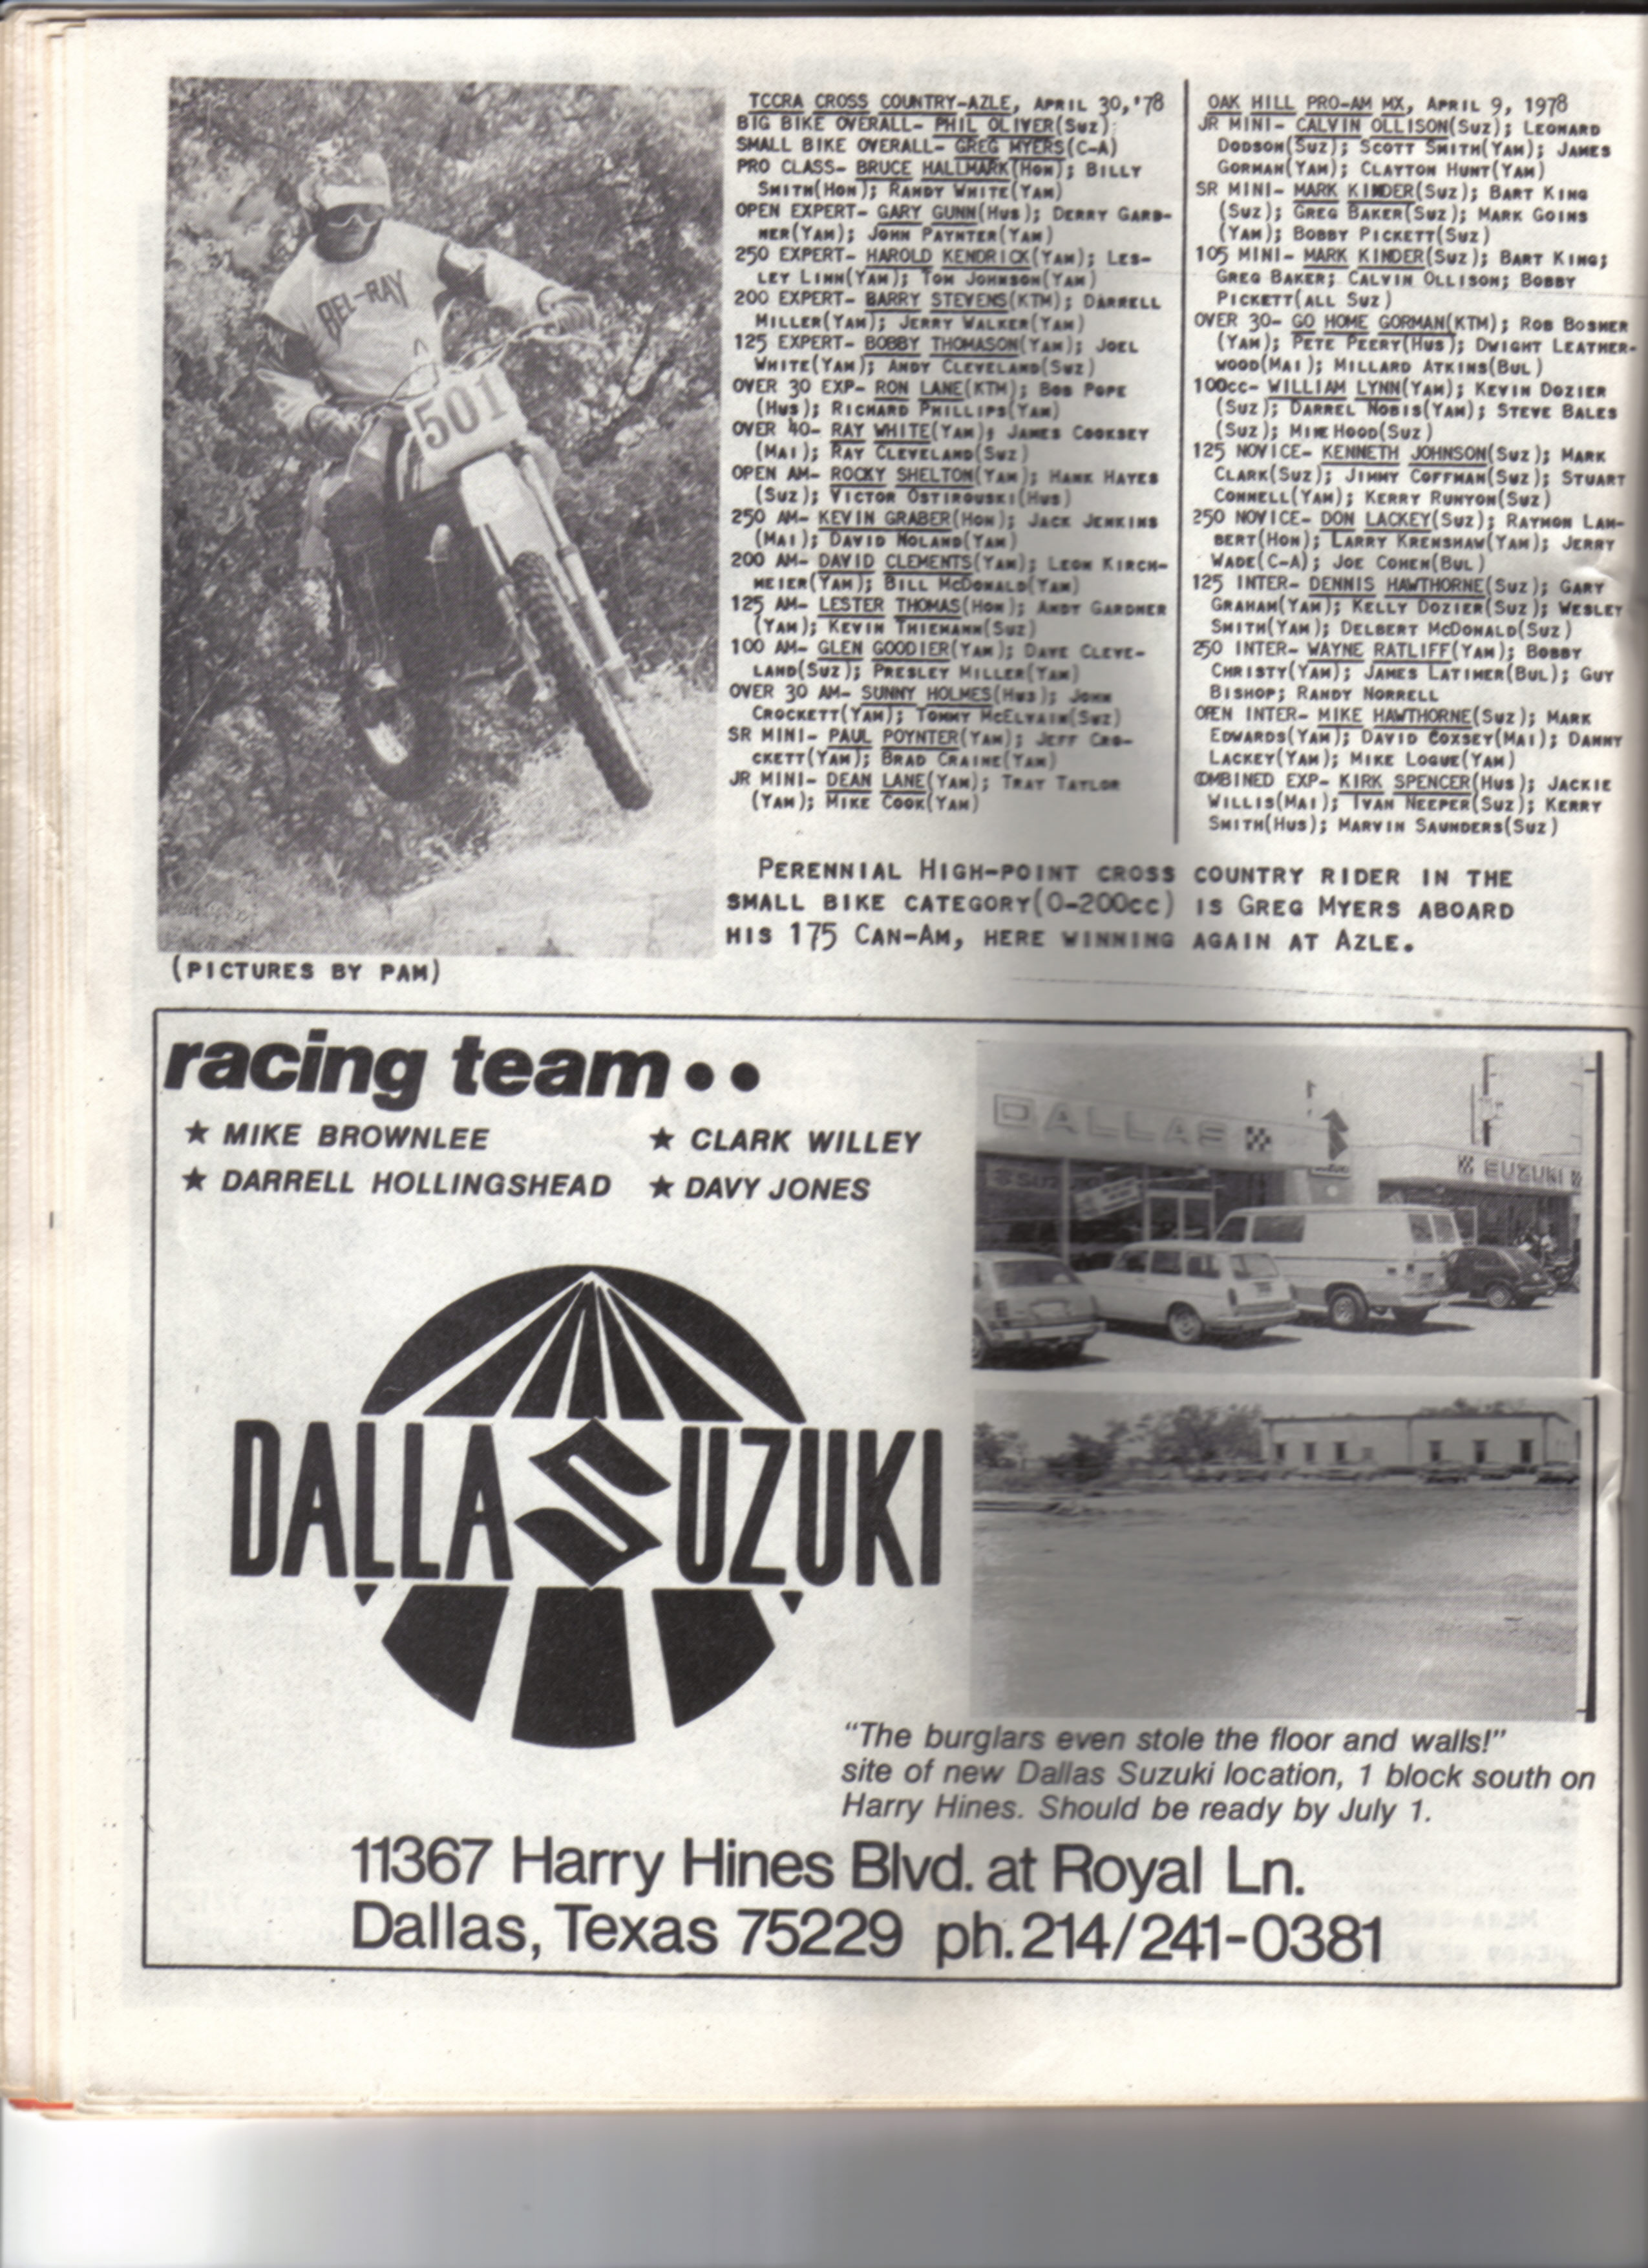 BEL-RAY
501
(PICTURES BY PAM)
TCCRA CROSS COUNTRY-AZLE, APRIL 30,'78
BIG BIKE OVERALL- PHIL OLIVER(Suz)
SMALL BIKE OVERALL- GREG MYERS(C-A)
PRO CLASS- BRUCE HALLMARK(HON); BILLY
SMITH(HON); RANDY WHITE(YAM)
OPEN EXPERT- GARY GUNN(HUS); DERRY GARD-
NER(YAM); JOHN PAYNTER(YAM)
250 EXPERT- HAROLD KENDRICK(YAM); LES-
LEY LINN(YAM); TOM JOHNSON(YAM)
200 EXPERT- BARRY STEVENS(KTM); DARRELL
MILLER(YAM); JERRY WALKER(YAM)
125 EXPERT- BOBBY THOMASON(YAM); JOEL
WHITE(YAM); ANDY CLEVELAND(SUZ)
OVER 30 EXP- RON LANE(KTM); BOB POPE
(HUS); RICHARD PHILLIPS(YAM)
OVER 40- RAY WHITE(YAM); JAMES COOKSEY
(MAI); RAY CLEVELAND(SUZ)
OPEN AM- ROCKY SHELTON(YAM); HANK HAYES
(SUZ); VICTOR OSTIROUSKI(HUS)
250 AM- KEVIN GRABER(HON); JACK JENKINS
(MAI); DAVID NOLAND(YAM)
200 AM- DAVID CLEMENTS(YAM); LEON KIRCH-
MEIER(YAM); BILL MCDONALD(YAM)
125 AM- LESTER THOMAS(HON); ANDY GARDNER
(YAM); KEVIN THIEMANN(SUZ)
100 AM- GLEN GOODIER(YAM); DAVE CLEVE-
LAND(SUZ); PRESLEY MILLER(YAM)
OVER 30 AM- SUNNY HOLMES(HUS); JOHN
CROCKETT(YAM); TOMMY MCELVAIN(SUZ)
SR MINI- PAUL POYNTER(YAM); JEFF CRO-
CKETT(YAM); BRAD CRAINE(YAM)
JR MINI- DEAN LANE(YAM); TRAY TAYLOR
(YAM); MIKE COOK(YAM)
OAK HILL PRO-AM MX, APRIL 9, 1978
JR MINI- CALVIN OLLISON(SUZ); LEONARD
DODSON(SUZ); SCOTT SMITH(YAM); JAMES
GORMAN(YAM); CLAYTON HUNT(YAM)
SR MINI- MARK KINDER(SUZ); BART KING
(SUZ); GREG BAKER(SUZ); MARK GOINS
(YAM); BOBBY PICKETT(SUZ)
105 MINI- MARK KINDER(SUZ); BART KING;
GREG BAKER; CALVIN OLLISON; BOBBY
PICKETT(ALL SUZ)
OVER 30- GO HOME GORMAN(KTM); ROB BOSHER
(YAM); PETE PEERY(HUS); DWIGHT LEATHER-
WOOD(MAI); MILLARD ATKINS(BUL)
100cc- WILLIAM LYNN(YAM); KEVIN DOZIER
(SUZ); DARREL NOBIS(YAM); STEVE BALES
(SUZ); MIKE HOOD(SUZ)
125 NOVICE- KENNETH JOHNSON(SUZ); MARK
CLARK(SUZ); JIMMY COFFMAN(SUZ); STUART
CONNELL(YAM); KERRY RUNYON(SUZ)
250 NOVICE- DON LACKEY(SUZ); RAYMON LAM-
BERT(HON); LARRY KRENSHAW(YAM); JERRY
WADE(C-A); JOE COHEN(BUL)
125 INTER- DENNIS HAWTHORNE(SUZ); GARY
GRAHAM(YAM); KELLY DOZIER(SUZ); WESLEY
SMITH(YAM); DELBERT MCDONALD(SUZ)
250 INTER- WAYNE RATLIFF(YAM); BOBBY
CHRISTY(YAM); JAMES LATIMER(BUL); GUY
BISHOP; RANDY NORRELL
OPEN INTER- MIKE HAWTHORNE(SUZ); MARK
EDWARDS(YAM); DAVID COXSEY(MAI); DANNY
LACKEY(YAM); MIKE LOGUE(YAM)
COMBINED EXP- KIRK SPENCER(HUS); JACKIE
WILLIS(MAI); IVAN NEEPER(SUZ); KERRY
SMITH(HUS); MARVIN SAUNDERS(SUZ)
PERENNIAL HIGH-POINT CROSS COUNTRY RIDER IN THE
SMALL BIKE CATEGORY(0-200CC) IS GREG MYERS ABOARD
HIS 175 CAN-AM, HERE WINNING AGAIN AT AZLE.
racing team ••
★ MIKE BROWNLEE
★ CLARK WILLEY
★ DARRELL HOLLINGSHEAD
★ DAVY JONES
DALLAS
SUZUKI
DALLASUZUKI
"The burglars even stole the floor and walls!"
site of new Dallas Suzuki location, 1 block south on
Harry Hines. Should be ready by July 1.
11367 Harry Hines Blvd. at Royal Ln.
Dallas, Texas 75229 ph.214/241-0381